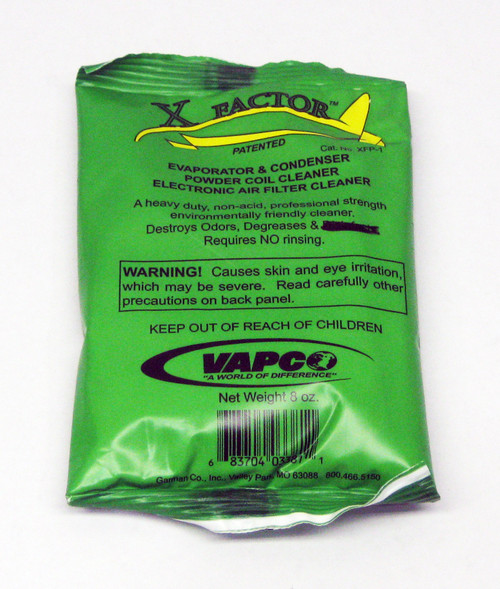 X FACTOR™
PATENTED
Cat. No. XFP-1
EVAPORATOR & CONDENSER
POWDER COIL CLEANER
ELECTRONIC AIR FILTER CLEANER
A heavy duty, non-acid, professional strength
environmentally friendly cleaner.
Destroys Odors, Degreases &
Requires NO rinsing.
WARNING! Causes skin and eye irritation,
which may be severe. Read carefully other
precautions on back panel.
KEEP OUT OF REACH OF CHILDREN
VAPCO
"A WORLD OF DIFFERENCE"
Net Weight 8 oz.
6 83704 1
Garman Co., Inc., Valley Park, MO 63088 800.466.5150